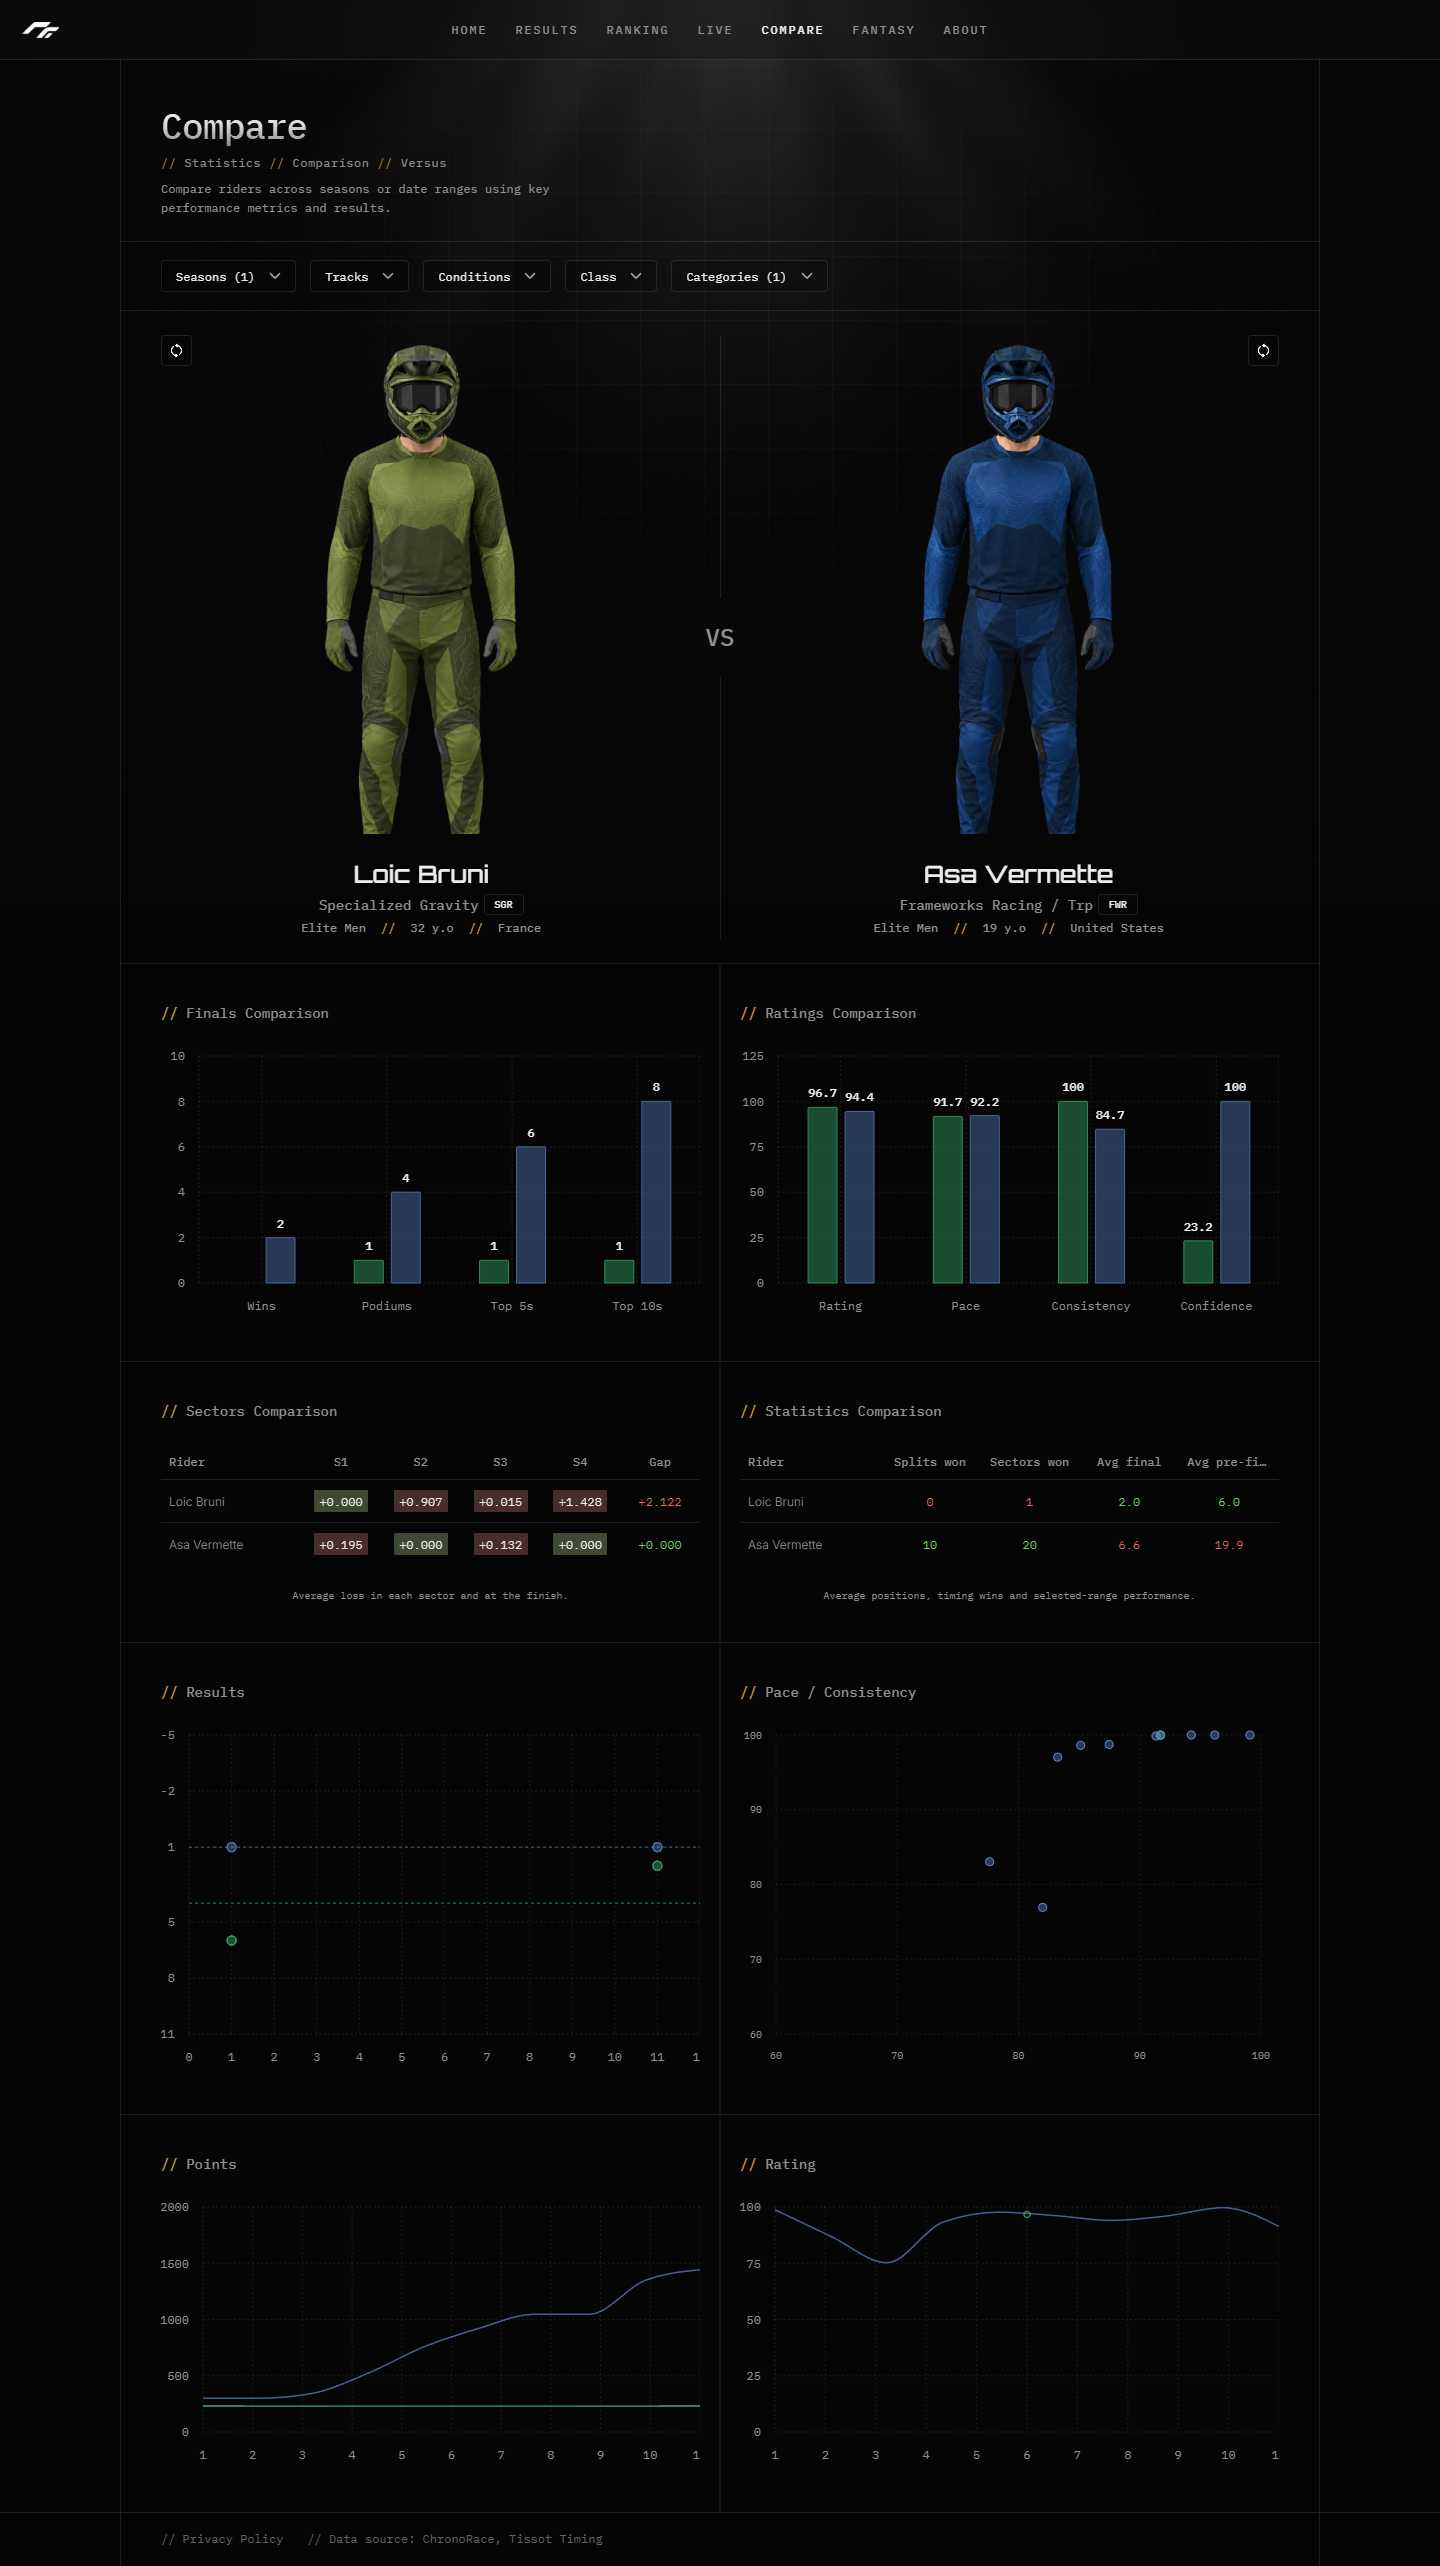 HOME RESULTS RANKING LIVE COMPARE FANTASY ABOUT
Compare
// Statistics // Comparison // Versus
Compare riders across seasons or date ranges using key
performance metrics and results.
Seasons (1) Tracks Conditions Class Categories (1)
VS
Loic Bruni
Specialized Gravity SGR
Elite Men // 32 y.o // France
Asa Vermette
Frameworks Racing / Trp FWR
Elite Men // 19 y.o // United States
// Finals Comparison
10
8
6
4
2
0
2
1 4
1 6
1 8
Wins Podiums Top 5s Top 10s
// Ratings Comparison
125
100
75
50
25
0
96.7 94.4
91.7 92.2
100 84.7
23.2 100
Rating Pace Consistency Confidence
// Sectors Comparison
Rider S1 S2 S3 S4 Gap
Loic Bruni +0.000 +0.907 +0.015 +1.428 +2.122
Asa Vermette +0.195 +0.000 +0.132 +0.000 +0.000
Average loss in each sector and at the finish.
// Statistics Comparison
Rider Splits won Sectors won Avg final Avg pre-fi…
Loic Bruni 0 1 2.0 6.0
Asa Vermette 10 20 6.6 19.9
Average positions, timing wins and selected-range performance.
// Results
-5
-2
1
5
8
11
0 1 2 3 4 5 6 7 8 9 10 11 1
// Pace / Consistency
100
90
80
70
60
60 70 80 90 100
// Points
2000
1500
1000
500
0
1 2 3 4 5 6 7 8 9 10 1
// Rating
100
75
50
25
0
1 2 3 4 5 6 7 8 9 10 1
// Privacy Policy // Data source: ChronoRace, Tissot Timing